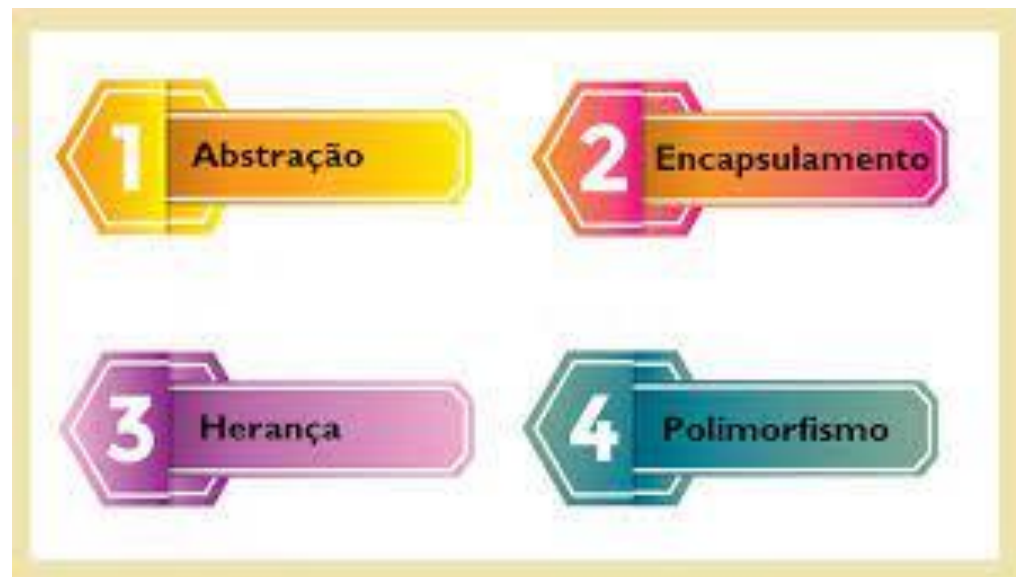 1 Abstração
2 Encapsulamento
3 Herança
4 Polimorfismo